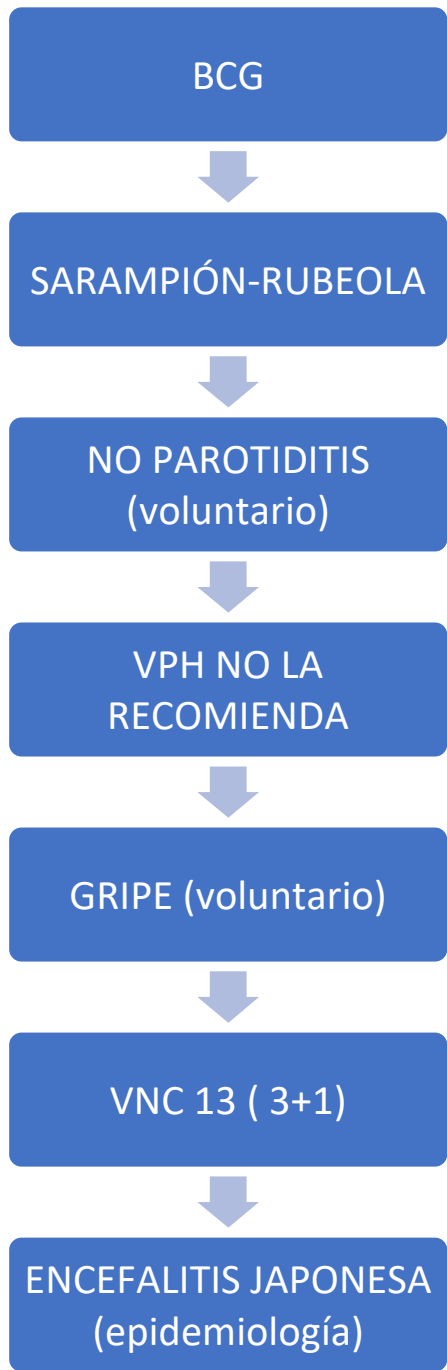 BCG
SARAMPIÓN-RUBEOLA
NO PAROTIDITIS
(voluntario)
VPH NO LA
RECOMIENDA
GRIPE (voluntario)
VNC 13 ( 3+1)
ENCEFALITIS JAPONESA
(epidemiología)